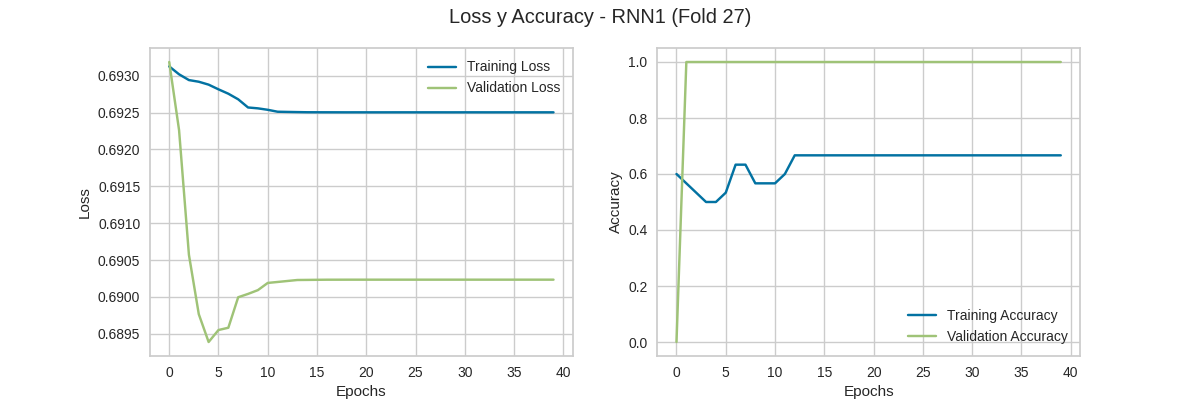 Loss y Accuracy - RNN1 (Fold 27)
Training Loss
Validation Loss
0.6930
0.6925
0.6920
0.6915
0.6910
0.6905
0.6900
0.6895
Loss
0 5 10 15 20 25 30 35 40
Epochs
1.0
0.8
0.6
0.4
0.2
0.0
Accuracy
Training Accuracy
Validation Accuracy
0 5 10 15 20 25 30 35 40
Epochs